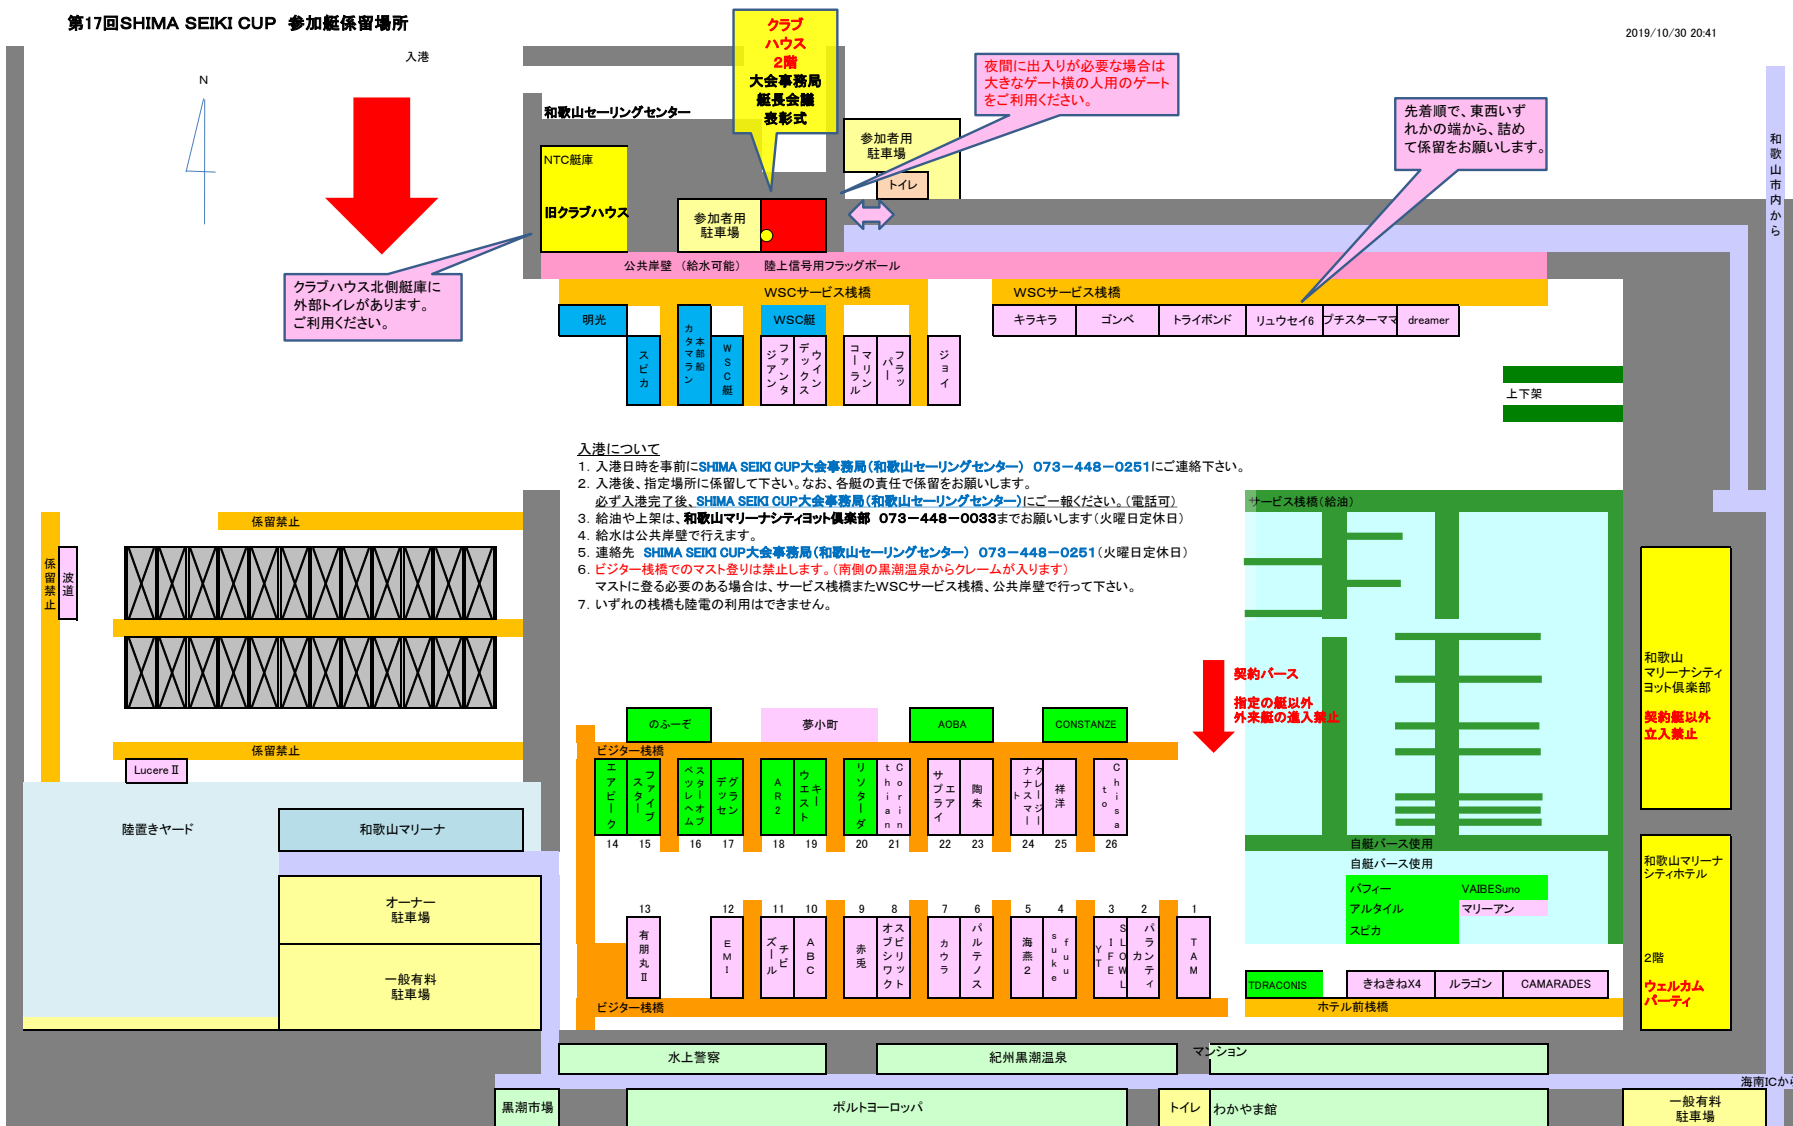 第17回SHIMA SEIKI CUP 参加艇係留場所
2019/10/30 20:41
入港
N
クラブ
ハウス
2階
大会事務局
艇長会議
表彰式
夜間に出入りが必要な場合は
大きなゲート横の人用のゲート
をご利用ください。
先着順で、東西いず
れかの端から、詰め
て係留をお願いします。
和歌山市内から
和歌山セーリングセンター
参加者用
駐車場
トイレ
NTC艇庫
旧クラブハウス
参加者用
駐車場
クラブハウス北側艇庫に
外部トイレがあります。
ご利用ください。
公共岸壁 (給水可能)
陸上信号用フラッグポール
WSCサービス桟橋
WSCサービス桟橋
明光
スピカ
本部船
カタマラン
WSC艇
WSC艇
ファンタ
ジアン
ウイン
デックス
マリン
コーラル
フラッ
パー
ジョイ
キラキラ
ゴンベ
トライボンド
リュウセイ6
プチスターママ
dreamer
上下架
入港について
1. 入港日時を事前にSHIMA SEIKI CUP大会事務局(和歌山セーリングセンター) 073-448-0251にご連絡下さい。
2. 入港後、指定場所に係留して下さい。なお、各艇の責任で係留をお願いします。
必ず入港完了後、SHIMA SEIKI CUP大会事務局(和歌山セーリングセンター)にご一報ください。(電話可)
3. 給油や上架は、和歌山マリーナシティヨット倶楽部 073-448-0033までお願いします(火曜日定休日)
4. 給水は公共岸壁で行えます。
5. 連絡先 SHIMA SEIKI CUP大会事務局(和歌山セーリングセンター) 073-448-0251(火曜日定休日)
6. ビジター桟橋でのマスト登りは禁止します。(南側の黒潮温泉からクレームが入ります)
マストに登る必要のある場合は、サービス桟橋またWSCサービス桟橋、公共岸壁で行って下さい。
7. いずれの桟橋も陸電の利用はできません。
係留禁止
係留禁止
波道
係留禁止
Lucere Ⅱ
陸置きヤード
和歌山マリーナ
オーナー
駐車場
一般有料
駐車場
サービス桟橋(給油)
契約バース
指定の艇以外
外来艇の進入禁止
和歌山
マリーナシティ
ヨット倶楽部
契約艇以外
立入禁止
のふーぞ
夢小町
AOBA
CONSTANZE
ビジター桟橋
エアピーク
ファイブ
スター
スターオブ
ベツレヘム
グラン
デッセ
AR2
キー
ウエスト
リソターダ
Corin
thian
エア
サプライ
陶朱
クレージー
ナナスマート
祥洋
Chisa
to
14 15 16 17 18 19 20 21 22 23 24 25 26
自艇バース使用
自艇バース使用
パフィー
VAIBESuno
アルタイル
マリーアン
スピカ
和歌山マリーナ
シティホテル
2階
ウェルカム
パーティ
13 12 11 10 9 8 7 6 5 4 3 2 1
有朋丸Ⅱ
EMI
チビ
ズール
ABC
赤兎
スピリット
オブシワク
カウラ
パルテノス
海燕2
fuu
suke
SLOWL
IFE
YT
バランティ
カ
TAM
ビジター桟橋
TDRACONIS
きねきねX4
ルラゴン
CAMARADES
ホテル前桟橋
水上警察
紀州黒潮温泉
マンション
海南ICから
黒潮市場
ポルトヨーロッパ
トイレ
わかやま館
一般有料
駐車場